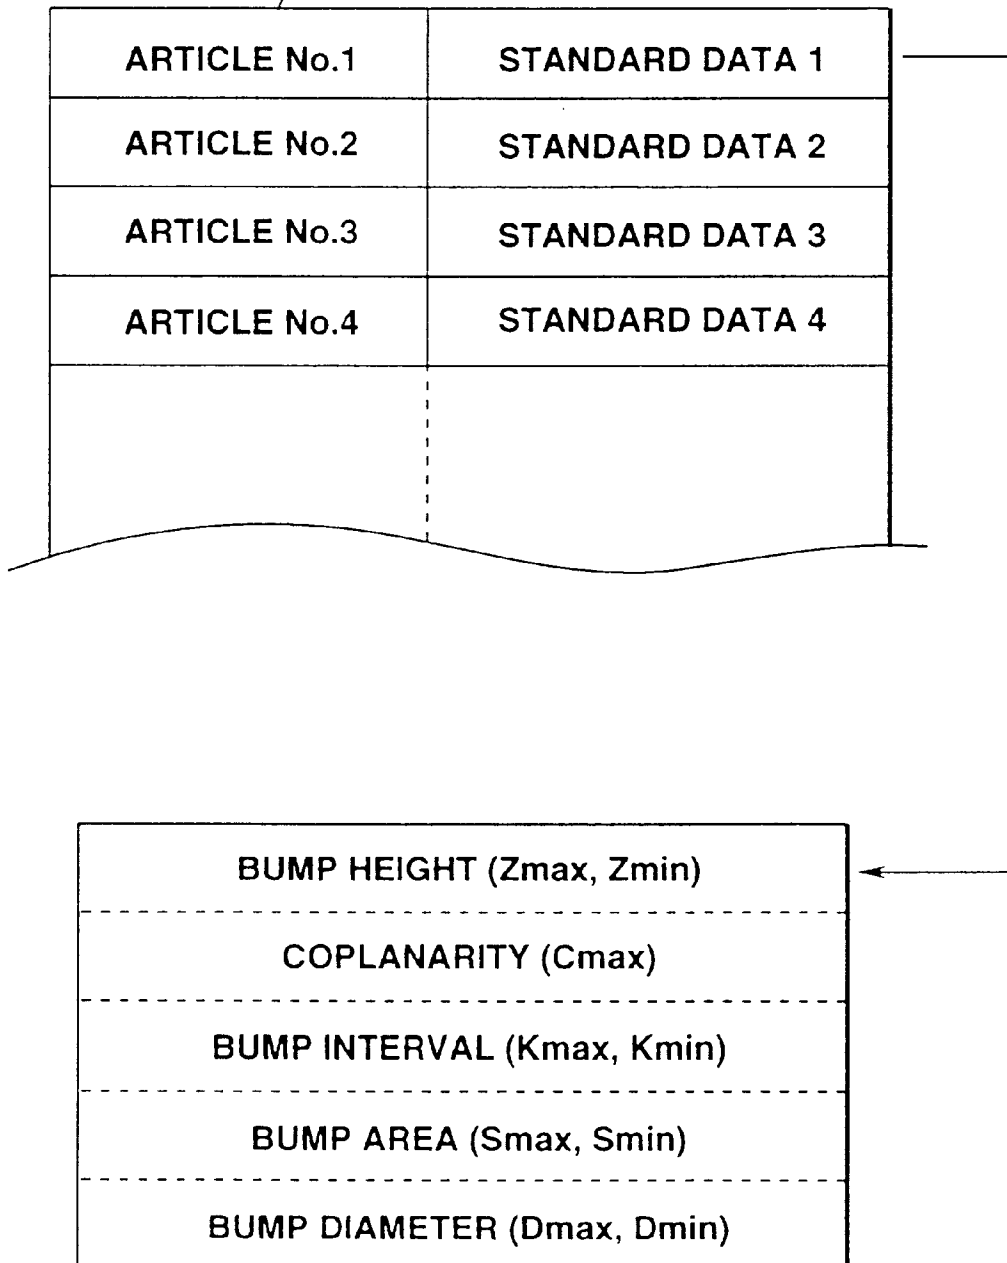 ARTICLE No.1 STANDARD DATA 1
ARTICLE No.2 STANDARD DATA 2
ARTICLE No.3 STANDARD DATA 3
ARTICLE No.4 STANDARD DATA 4
BUMP HEIGHT (Zmax, Zmin)
COPLANARITY (Cmax)
BUMP INTERVAL (Kmax, Kmin)
BUMP AREA (Smax, Smin)
BUMP DIAMETER (Dmax, Dmin)